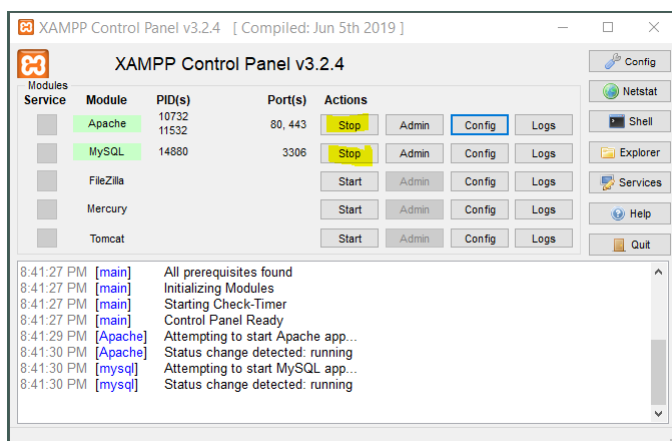 XAMPP Control Panel v3.2.4 [ Compiled: Jun 5th 2019 ]
XAMPP Control Panel v3.2.4
Config
Modules
Service Module PID(s) Port(s) Actions
Netstat
Apache 10732 11532 80, 443 Stop Admin Config Logs
Shell
MySQL 14880 3306 Stop Admin Config Logs
Explorer
FileZilla Start Admin Config Logs
Services
Mercury Start Admin Config Logs
Help
Tomcat Start Admin Config Logs
Quit
8:41:27 PM [main] All prerequisites found
8:41:27 PM [main] Initializing Modules
8:41:27 PM [main] Starting Check-Timer
8:41:27 PM [main] Control Panel Ready
8:41:29 PM [Apache] Attempting to start Apache app...
8:41:30 PM [Apache] Status change detected: running
8:41:30 PM [mysql] Attempting to start MySQL app...
8:41:30 PM [mysql] Status change detected: running